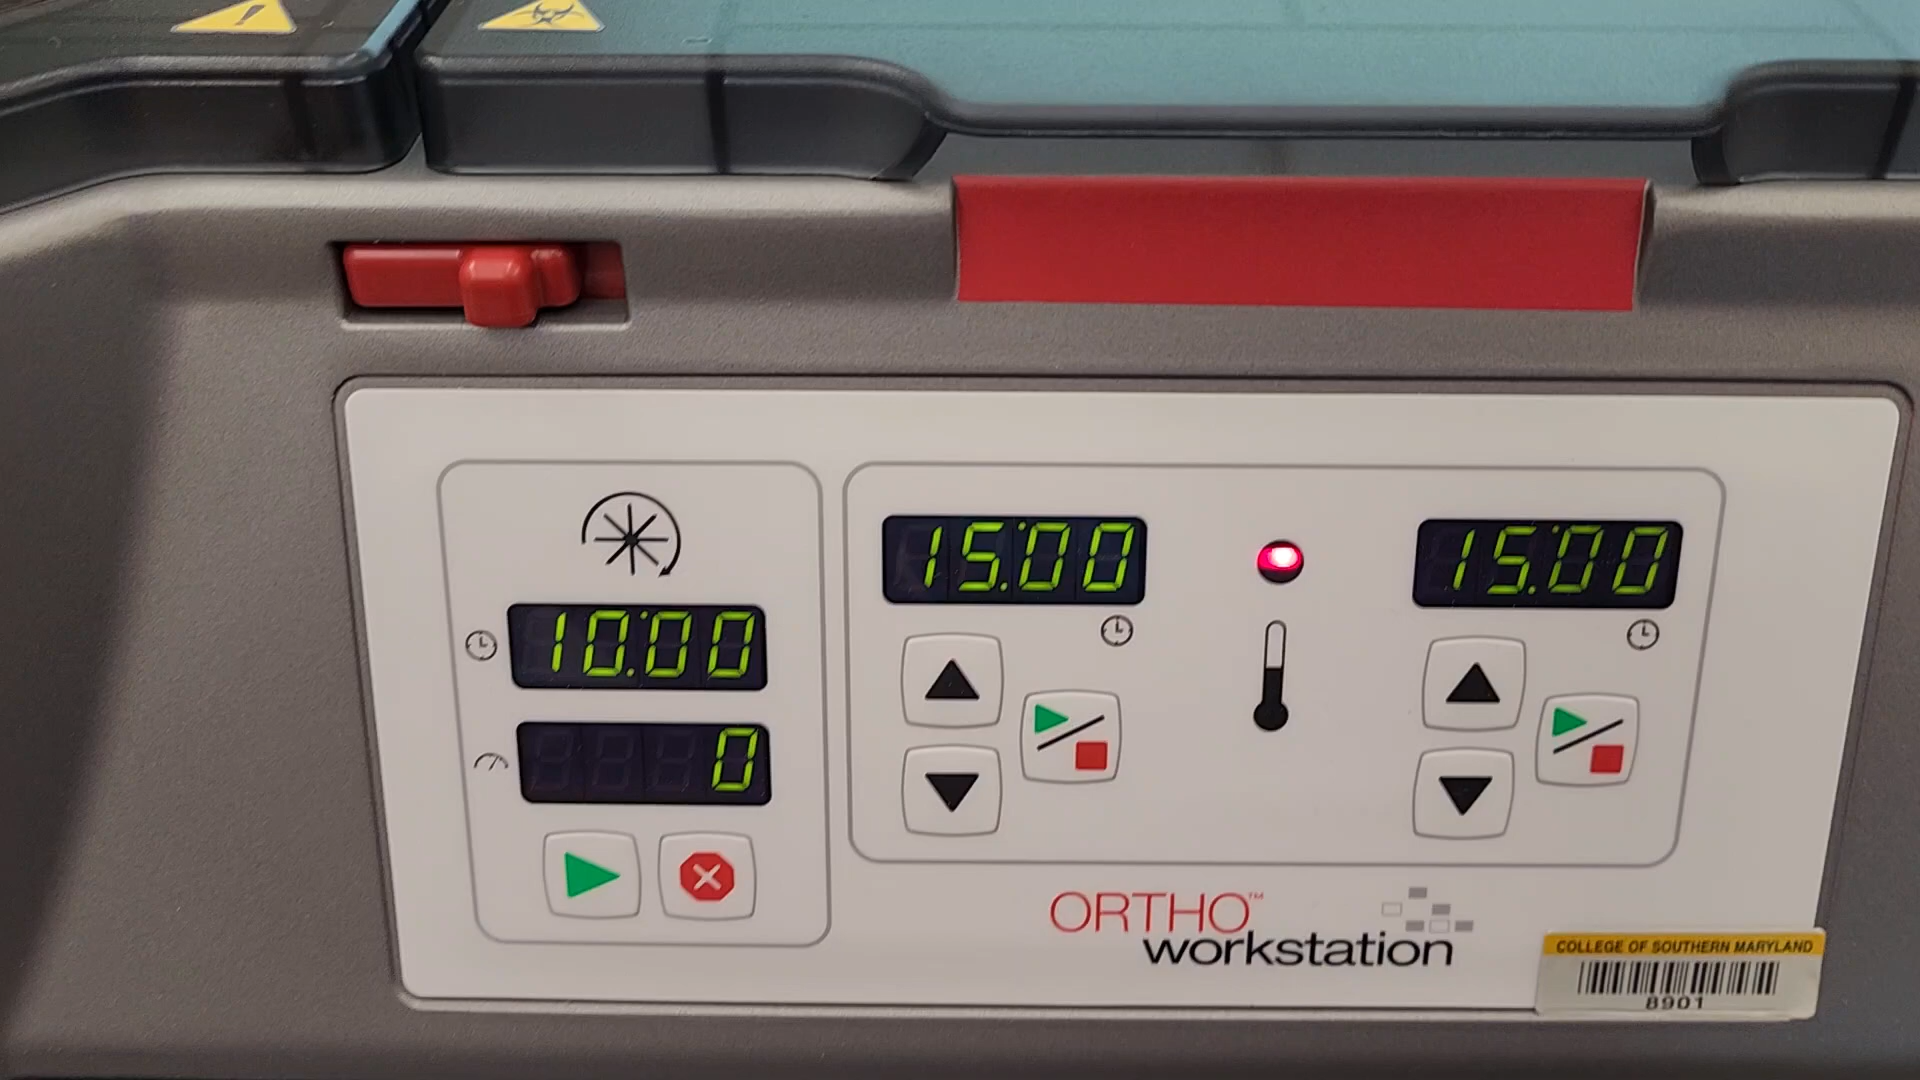 15:00
15:00
10:00
0
ORTHO™
workstation
COLLEGE OF SOUTHERN MARYLAND
8901